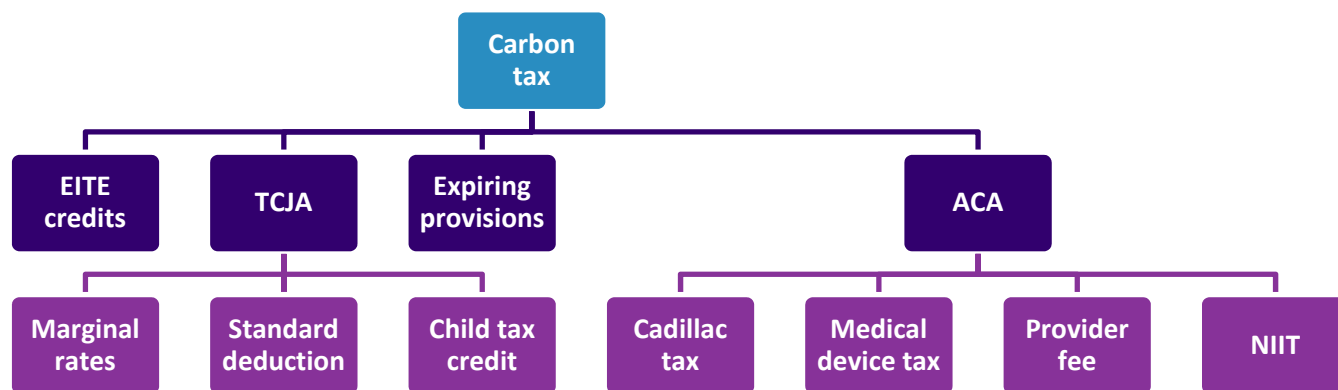 Carbon
tax
EITE
credits
TCJA
Expiring
provisions
ACA
Marginal
rates
Standard
deduction
Child tax
credit
Cadillac
tax
Medical
device tax
Provider
fee
NIIT